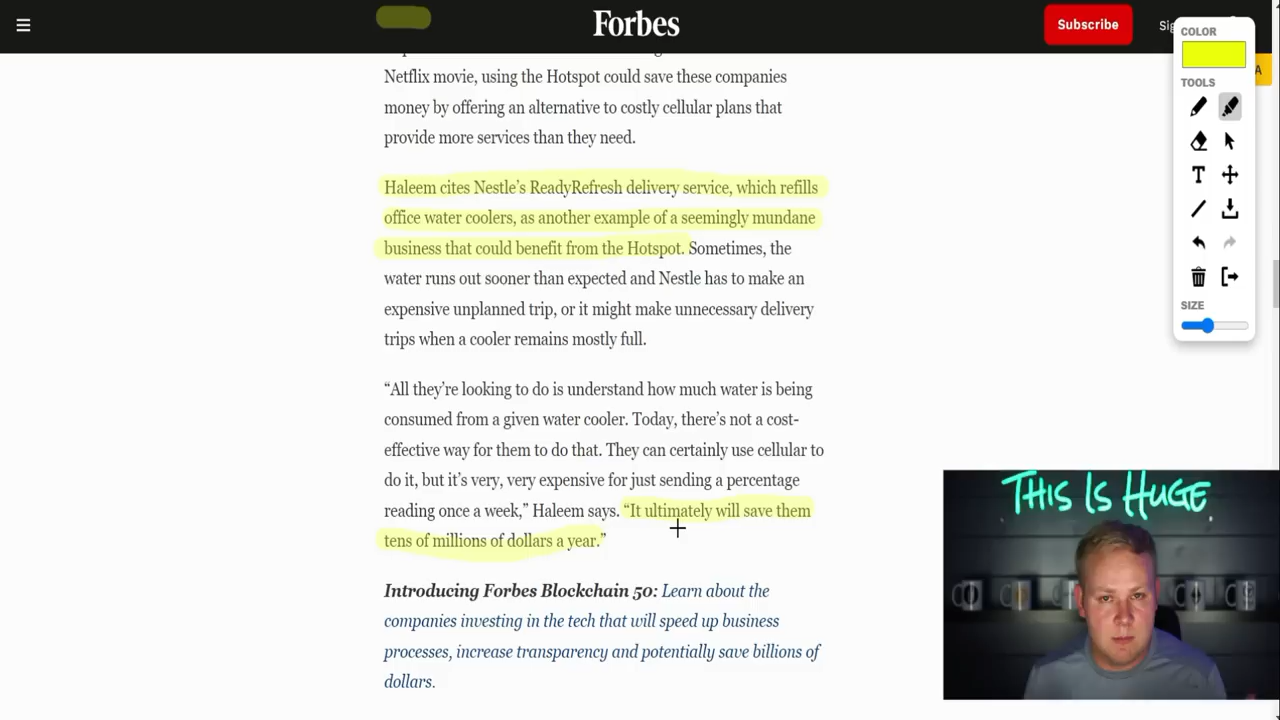 Forbes
Subscribe
Sig
COLOR
A
TOOLS
T
SIZE
Netflix movie, using the Hotspot could save these companies
money by offering an alternative to costly cellular plans that
provide more services than they need.
Haleem cites Nestle’s ReadyRefresh delivery service, which refills
office water coolers, as another example of a seemingly mundane
business that could benefit from the Hotspot. Sometimes, the
water runs out sooner than expected and Nestle has to make an
expensive unplanned trip, or it might make unnecessary delivery
trips when a cooler remains mostly full.
“All they’re looking to do is understand how much water is being
consumed from a given water cooler. Today, there’s not a cost-
effective way for them to do that. They can certainly use cellular to
do it, but it’s very, very expensive for just sending a percentage
reading once a week,” Haleem says. “It ultimately will save them
tens of millions of dollars a year.”
Introducing Forbes Blockchain 50: Learn about the
companies investing in the tech that will speed up business
processes, increase transparency and potentially save billions of
dollars.
THIS IS HUGE